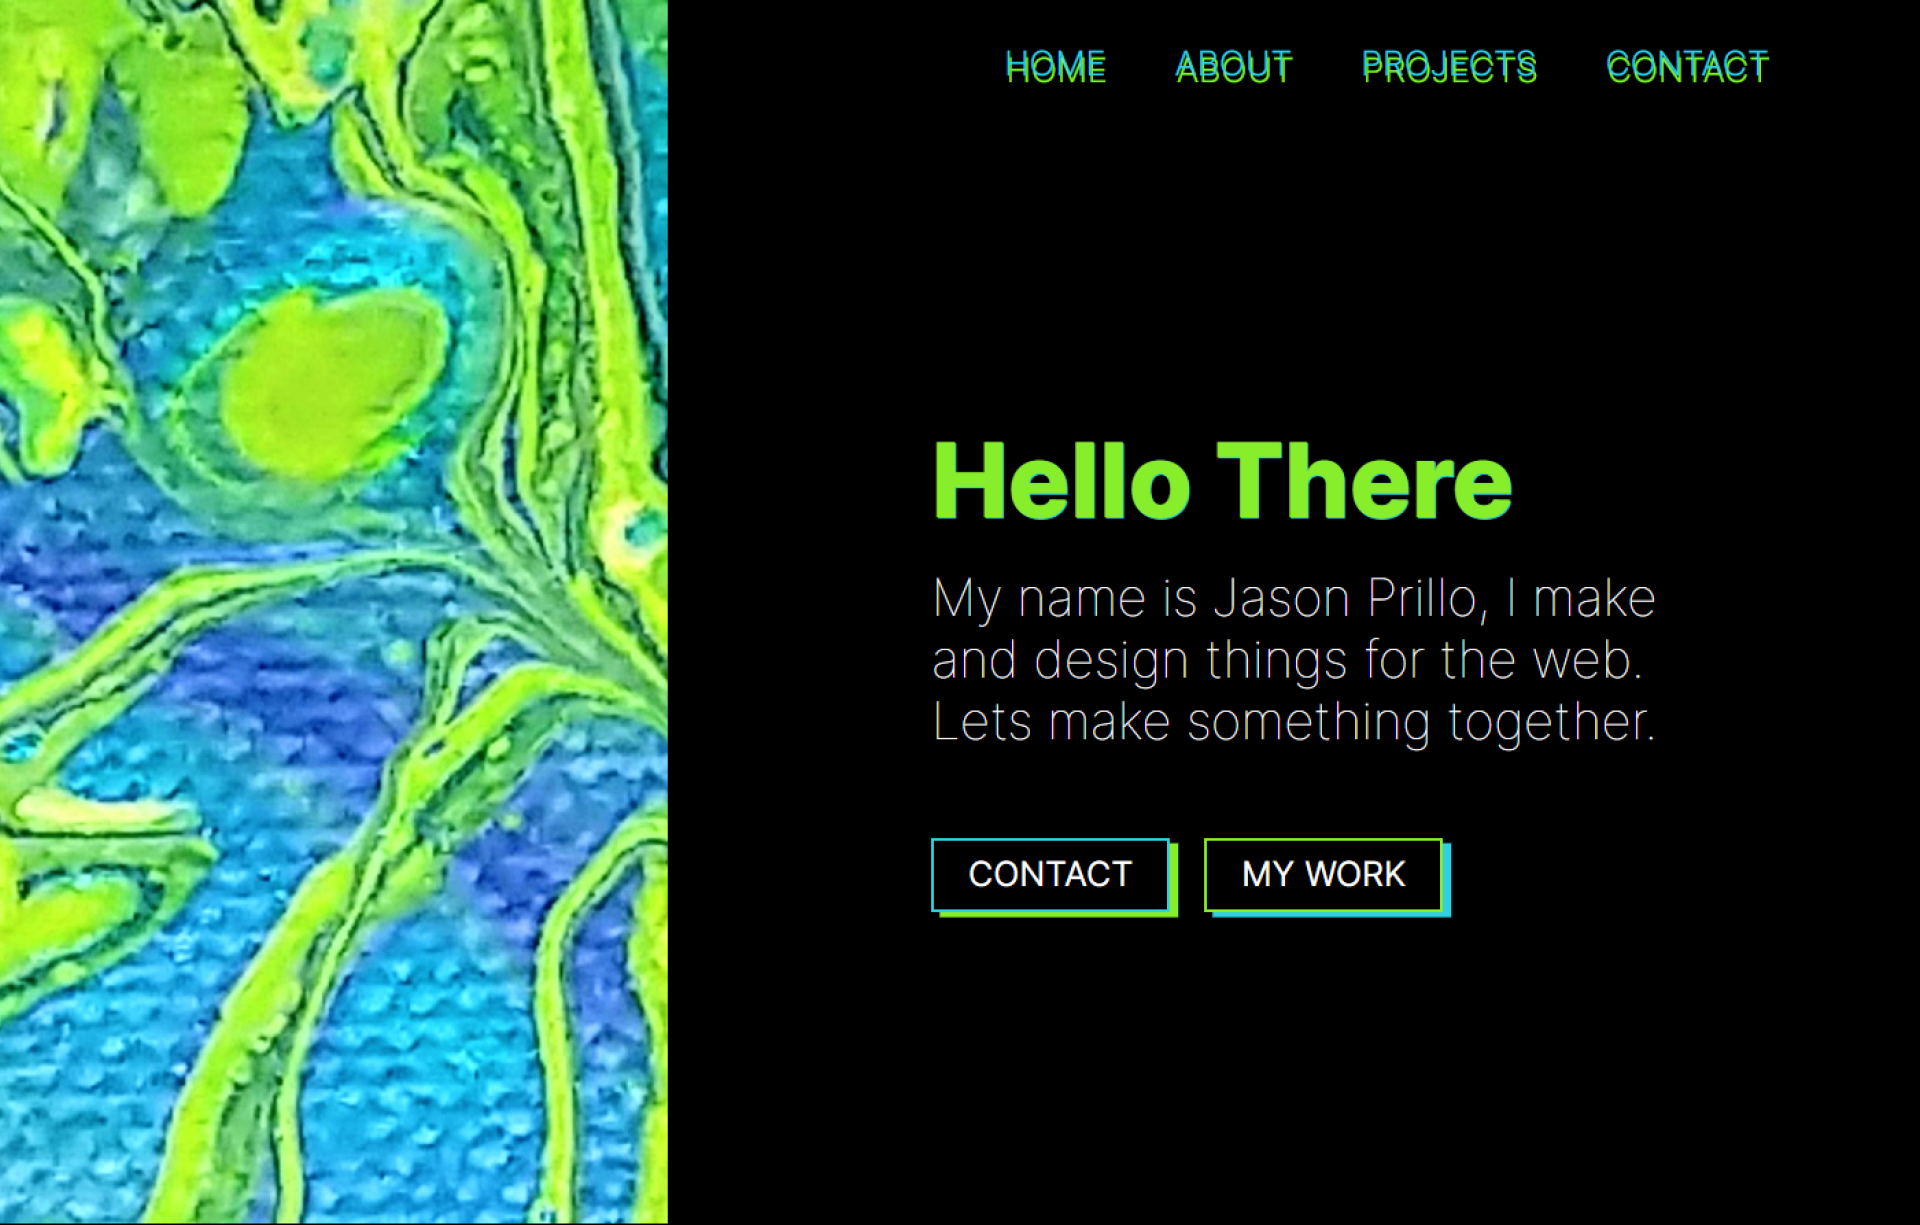 HOME ABOUT PROJECTS CONTACT
Hello There
My name is Jason Prillo, I make
and design things for the web.
Lets make something together.
CONTACT MY WORK